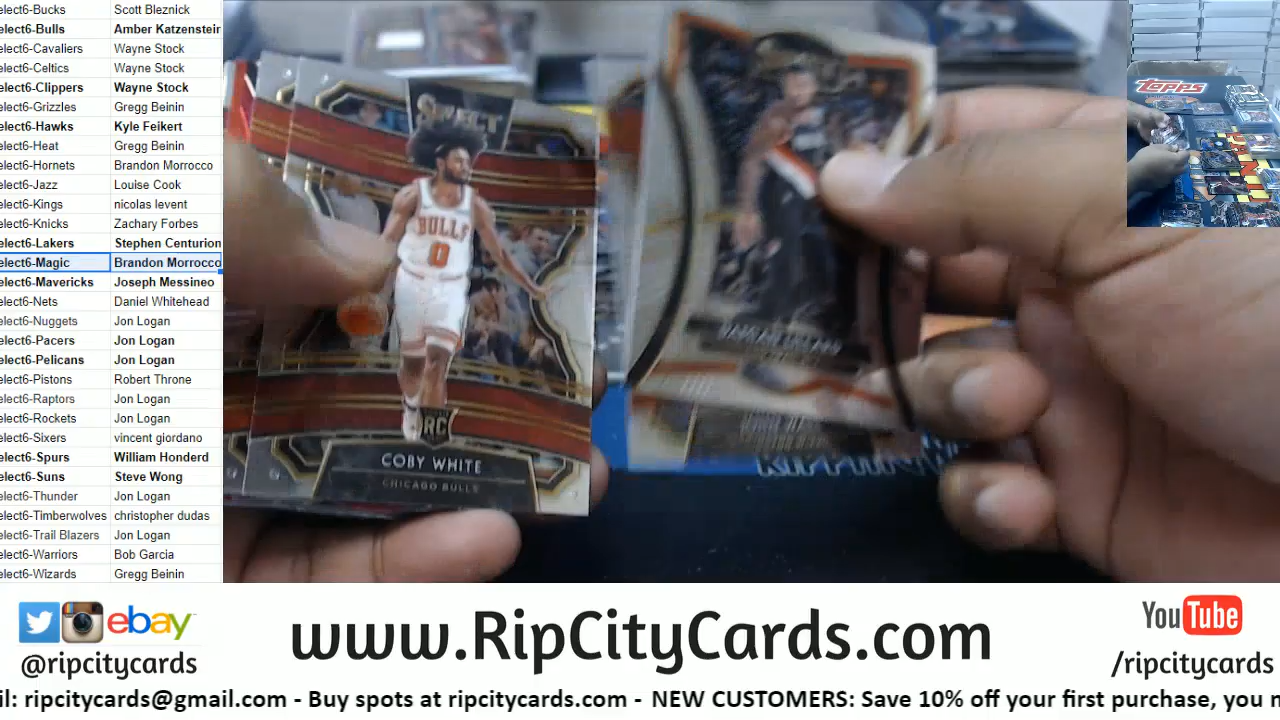 elect6-Bucks Scott Bleznick
elect6-Bulls Amber Katzenstein
elect6-Cavaliers Wayne Stock
elect6-Celtics Wayne Stock
elect6-Clippers Wayne Stock
elect6-Grizzles Gregg Beinin
elect6-Hawks Kyle Feikert
elect6-Heat Gregg Beinin
elect6-Hornets Brandon Morrocco
elect6-Jazz Louise Cook
elect6-Kings nicolas levent
elect6-Knicks Zachary Forbes
elect6-Lakers Stephen Centurion
elect6-Magic Brandon Morrocco
elect6-Mavericks Joseph Messineo
elect6-Nets Daniel Whitehead
elect6-Nuggets Jon Logan
elect6-Pacers Jon Logan
elect6-Pelicans Jon Logan
elect6-Pistons Robert Throne
elect6-Raptors Jon Logan
elect6-Rockets Jon Logan
elect6-Sixers vincent giordano
elect6-Spurs William Honderd
elect6-Suns Steve Wong
elect6-Thunder Jon Logan
elect6-Timberwolves christopher dudas
elect6-Trail Blazers Jon Logan
elect6-Warriors Bob Garcia
elect6-Wizards Gregg Beinin
BULLS
0
RC
COBY WHITE
CHICAGO BULLS
TOPPS
ebay
@ripcitycards
www.RipCityCards.com
YouTube
/ripcitycards
il: ripcitycards@gmail.com - Buy spots at ripcitycards.com - NEW CUSTOMERS: Save 10% off your first purchase, you